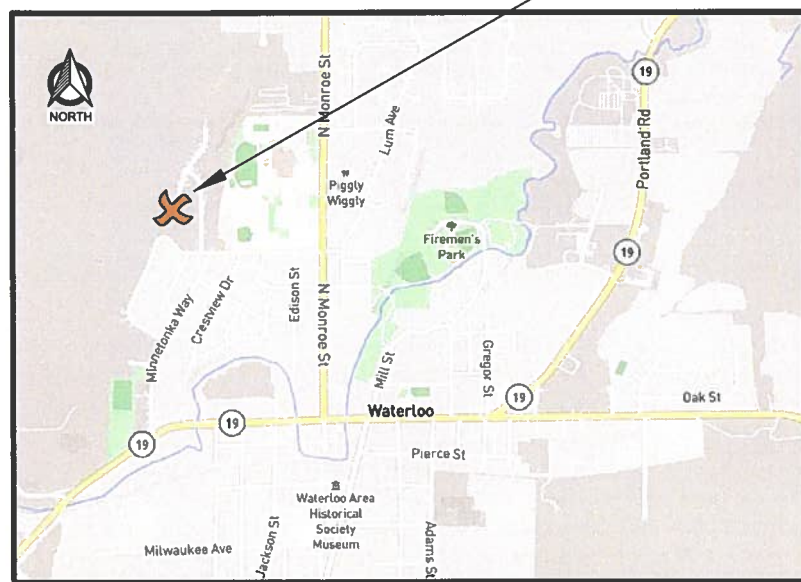 NORTH
19
Portland Rd
N Monroe St
Lum Ave
Piggly
Wiggly
Firemen's
Park
19
Minnetonka Way
Crestview Dr
Edison St
N Monroe St
Mill St
Gregor St
19
Oak St
Waterloo
19
19
Pierce St
Waterloo Area
Historical
Society
Museum
Jackson St
Adams St
Milwaukee Ave